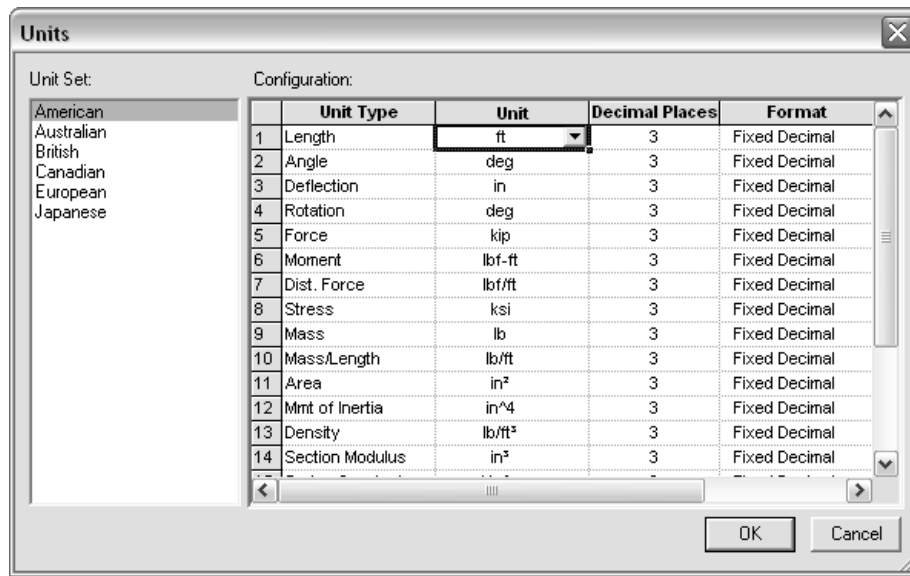 Units
Unit Set:
Configuration:
American
Australian
British
Canadian
European
Japanese
Unit Type Unit Decimal Places Format
1 Length ft 3 Fixed Decimal
2 Angle deg 3 Fixed Decimal
3 Deflection in 3 Fixed Decimal
4 Rotation deg 3 Fixed Decimal
5 Force kip 3 Fixed Decimal
6 Moment lbf-ft 3 Fixed Decimal
7 Dist. Force lbf/ft 3 Fixed Decimal
8 Stress ksi 3 Fixed Decimal
9 Mass lb 3 Fixed Decimal
10 Mass/Length lb/ft 3 Fixed Decimal
11 Area in² 3 Fixed Decimal
12 Mmt of Inertia in^4 3 Fixed Decimal
13 Density lb/ft³ 3 Fixed Decimal
14 Section Modulus in³ 3 Fixed Decimal
OK Cancel